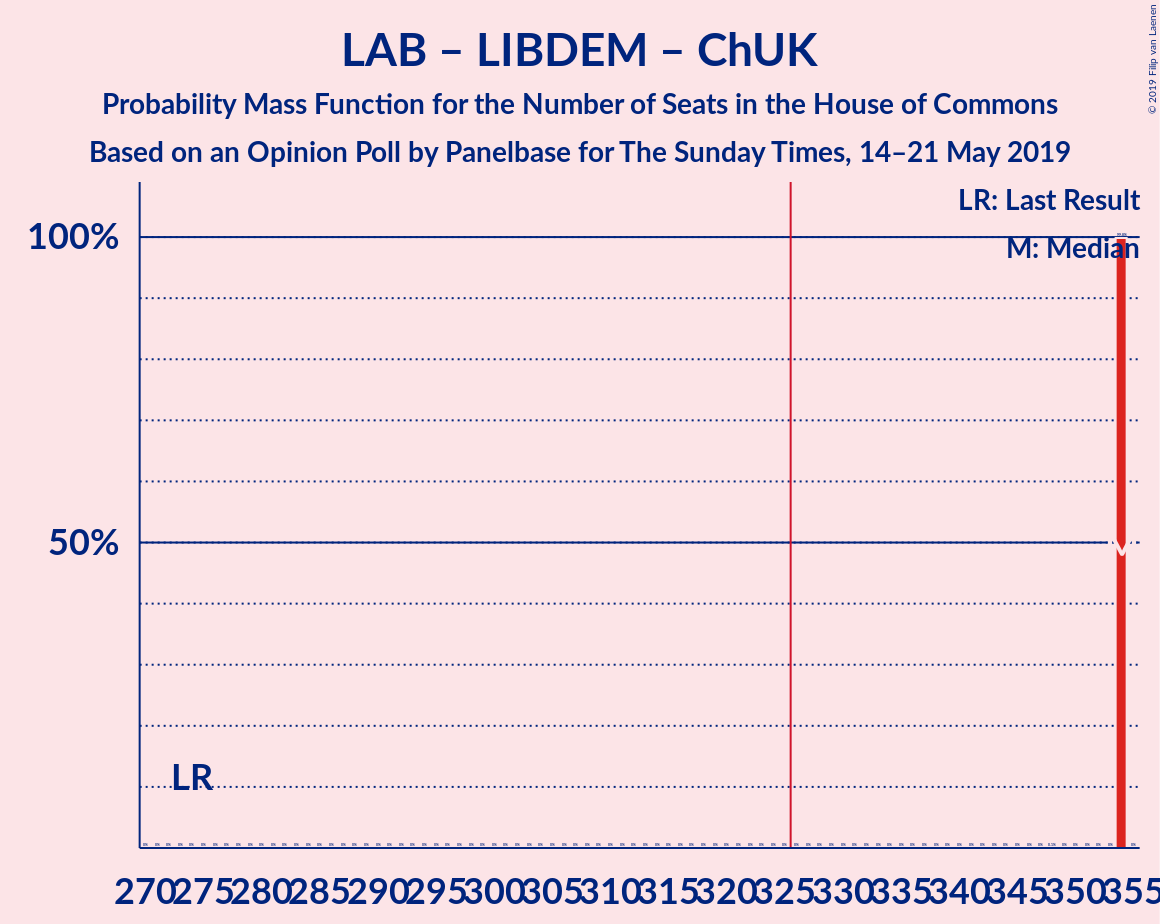 LAB – LIBDEM – ChUK
Probability Mass Function for the Number of Seats in the House of Commons
Based on an Opinion Poll by Panelbase for The Sunday Times, 14–21 May 2019
© 2019 Filip van Laenen
LR: Last Result
100%
M: Median
50%
M
LR
270 275 280 285 290 295 300 305 310 315 320 325 330 335 340 345 350 355